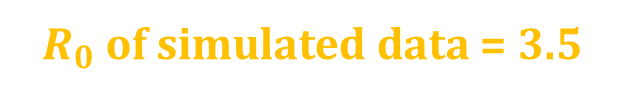 R₀ of simulated data = 3.5